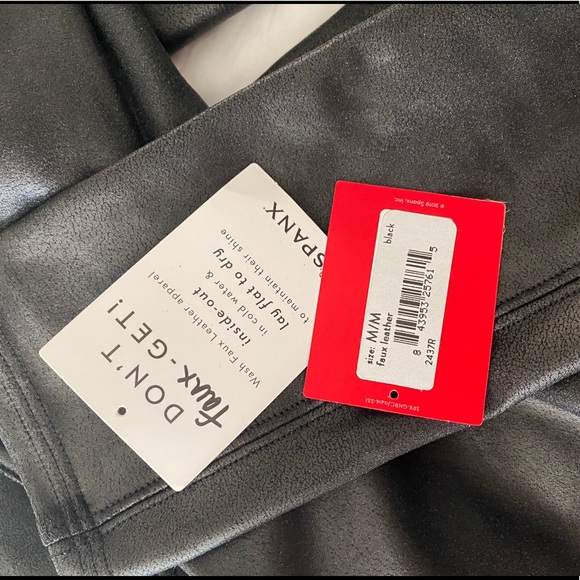 DON'T
faux-GET!
Wash Faux Leather apparel
inside-out
in cold water &
lay flat to dry
to maintain their shine
SPANX®
© 2019 Spanx, Inc.
black
size: M/M
faux leather
8 43953 25761 5
2437R